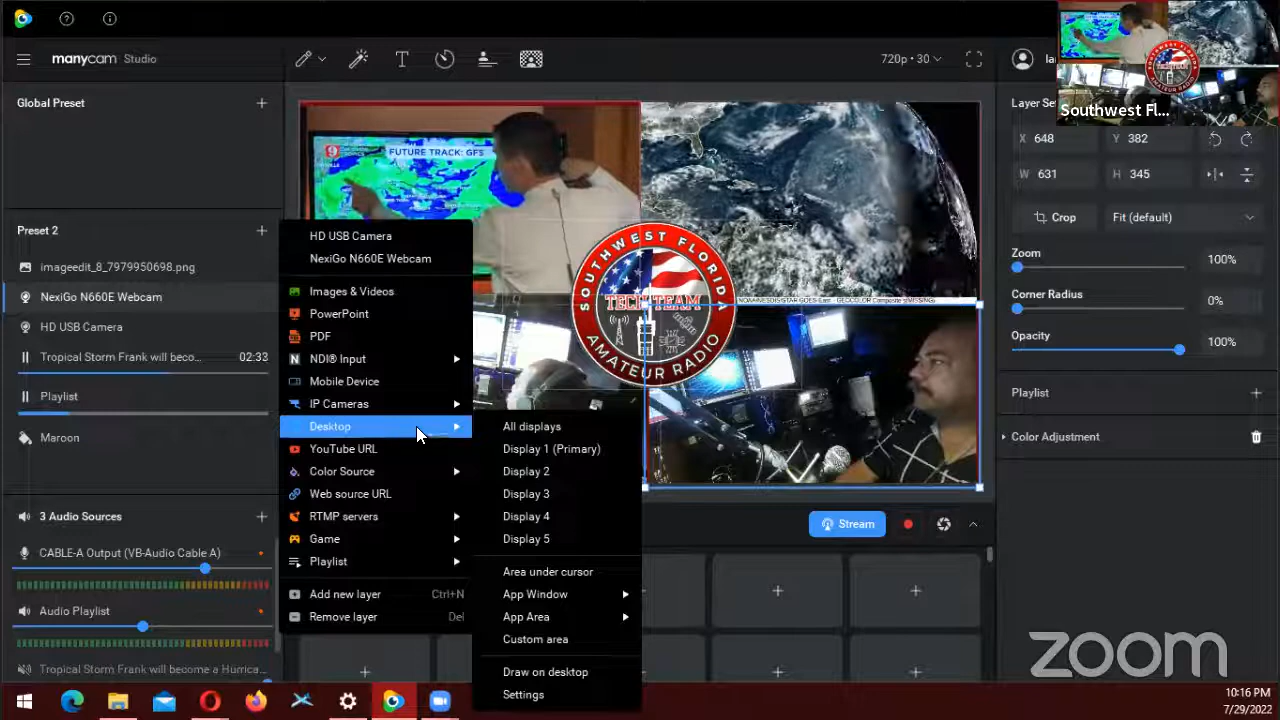 manycam Studio
720p • 30
Southwest Fl...
Global Preset
Layer Se
X 648
Y 382
W 631
H 345
Crop
Fit (default)
Zoom
100%
Corner Radius
0%
Opacity
100%
Playlist
Color Adjustment
Preset 2
imageedit_8_7979950698.png
NexiGo N660E Webcam
HD USB Camera
Tropical Storm Frank will beco...
02:33
Playlist
Maroon
3 Audio Sources
CABLE-A Output (VB-Audio Cable A)
Audio Playlist
Tropical Storm Frank will become a Hurrica...
FUTURE TRACK: GFS
SOUTHWEST FLORIDA
TECH TEAM
AMATEUR RADIO
HD USB Camera
NexiGo N660E Webcam
Images & Videos
PowerPoint
PDF
NDI® Input
Mobile Device
IP Cameras
Desktop
YouTube URL
Color Source
Web source URL
RTMP servers
Game
Playlist
Add new layer Ctrl+N
Remove layer Del
All displays
Display 1 (Primary)
Display 2
Display 3
Display 4
Display 5
Area under cursor
App Window
App Area
Custom area
Draw on desktop
Settings
Stream
zoom
10:16 PM
7/29/2022